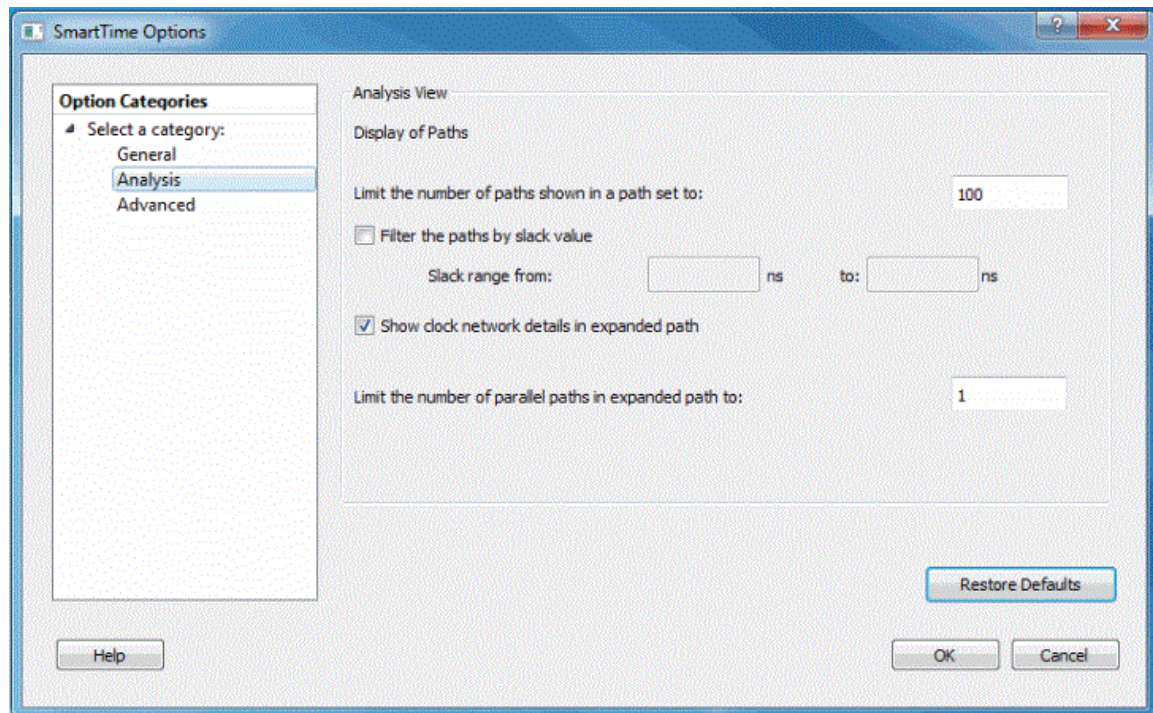 SmartTime Options
Option Categories
Select a category:
General
Analysis
Advanced
Analysis View
Display of Paths
Limit the number of paths shown in a path set to: 100
Filter the paths by slack value
Slack range from: ns to: ns
Show clock network details in expanded path
Limit the number of parallel paths in expanded path to: 1
Restore Defaults
Help OK Cancel